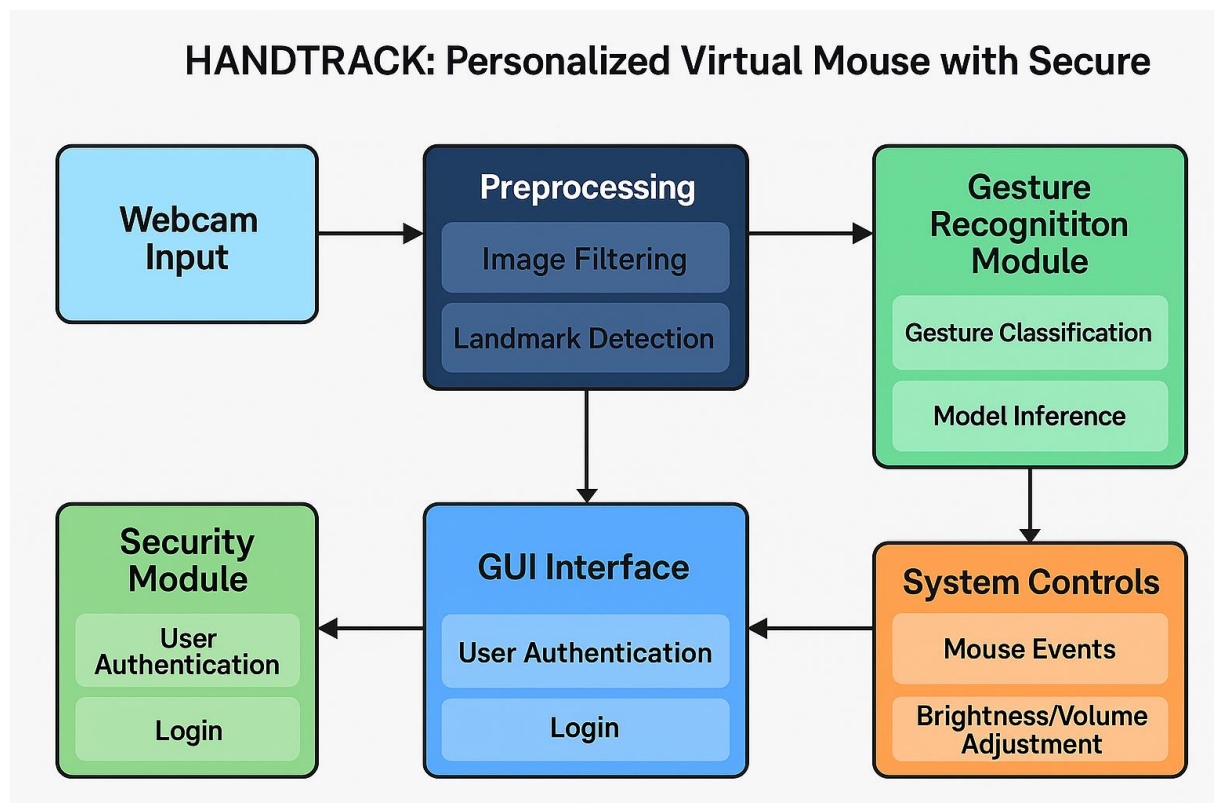 HANDTRACK: Personalized Virtual Mouse with Secure
Webcam
Input
Preprocessing
Image Filtering
Landmark Detection
Gesture
Recognititon
Module
Gesture Classification
Model Inference
Security
Module
User
Authentication
Login
GUI Interface
User Authentication
Login
System Controls
Mouse Events
Brightness/Volume
Adjustment